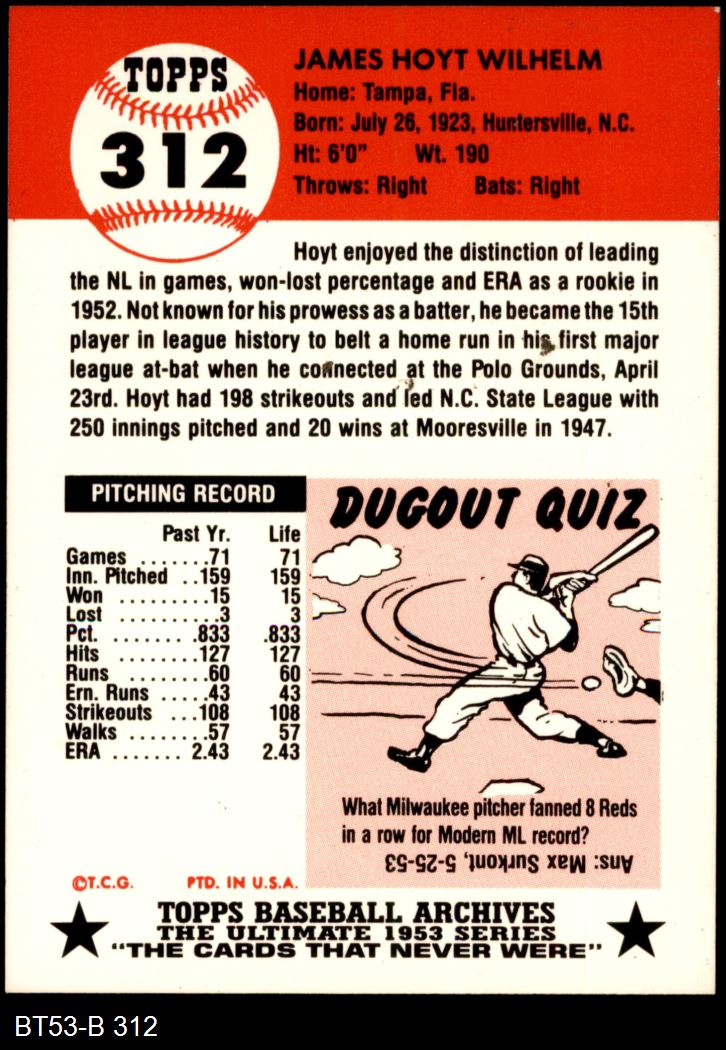 TOPPS
312
JAMES HOYT WILHELM
Home: Tampa, Fla.
Born: July 26, 1923, Huntersville, N.C.
Ht: 6'0" Wt. 190
Throws: Right Bats: Right
Hoyt enjoyed the distinction of leading
the NL in games, won-lost percentage and ERA as a rookie in
1952. Not known for his prowess as a batter, he became the 15th
player in league history to belt a home run in his first major
league at-bat when he connected at the Polo Grounds, April
23rd. Hoyt had 198 strikeouts and led N.C. State League with
250 innings pitched and 20 wins at Mooresville in 1947.
PITCHING RECORD
Past Yr. Life
Games .......71 71
Inn. Pitched ..159 159
Won .........15 15
Lost ..........3 3
Pct. ........ .833 .833
Hits ........127 127
Runs ........60 60
Ern. Runs .....43 43
Strikeouts ...108 108
Walks ........57 57
ERA ....... 2.43 2.43
DUGOUT QUIZ
What Milwaukee pitcher fanned 8 Reds
in a row for Modern ML record?
Ans: Max Surkont, 5-25-53
©T.C.G. PTD. IN U.S.A.
TOPPS BASEBALL ARCHIVES
THE ULTIMATE 1953 SERIES
"THE CARDS THAT NEVER WERE"
BT53-B 312